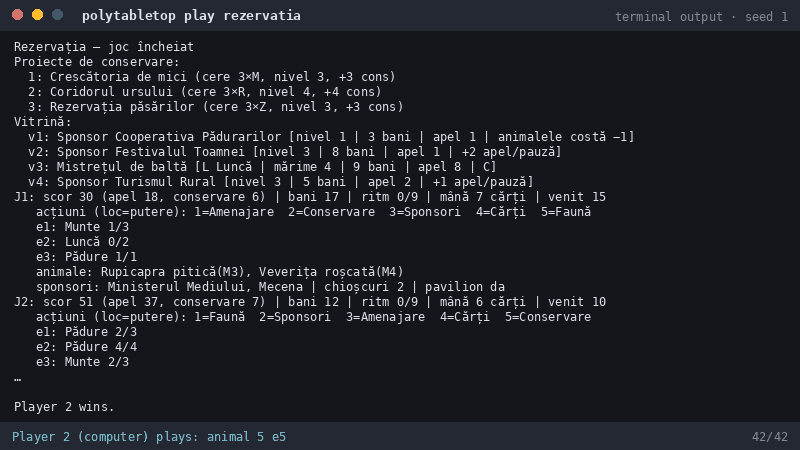 polytabletop play rezervatia
terminal output · seed 1
Rezervația — joc încheiat
Proiecte de conservare:
1: Crescătoria de mici (cere 3×M, nivel 3, +3 cons)
2: Coridorul ursului (cere 3×R, nivel 4, +4 cons)
3: Rezervația păsărilor (cere 3×Z, nivel 3, +3 cons)
Vitrină:
v1: Sponsor Cooperativa Pădurarilor [nivel 1 | 3 bani | apel 1 | animalele costă −1]
v2: Sponsor Festivalul Toamnei [nivel 3 | 8 bani | apel 1 | +2 apel/pauză]
v3: Mistrețul de baltă [L Luncă | mărime 4 | 9 bani | apel 8 | C]
v4: Sponsor Turismul Rural [nivel 3 | 5 bani | apel 2 | +1 apel/pauză]
J1: scor 30 (apel 18, conservare 6) | bani 17 | ritm 0/9 | mână 7 cărți | venit 15
acțiuni (loc=putere): 1=Amenajare  2=Conservare  3=Sponsori  4=Cărți  5=Faună
e1: Munte 1/3
e2: Luncă 0/2
e3: Pădure 1/1
animale: Rupicapra pitică(M3), Veverița roșcată(M4)
sponsori: Ministerul Mediului, Mecena | chioșcuri 2 | pavilion da
J2: scor 51 (apel 37, conservare 7) | bani 12 | ritm 0/9 | mână 6 cărți | venit 10
acțiuni (loc=putere): 1=Faună  2=Sponsori  3=Amenajare  4=Cărți  5=Conservare
e1: Pădure 2/3
e2: Pădure 4/4
e3: Munte 2/3
…
Player 2 wins.
Player 2 (computer) plays: animal 5 e5
42/42